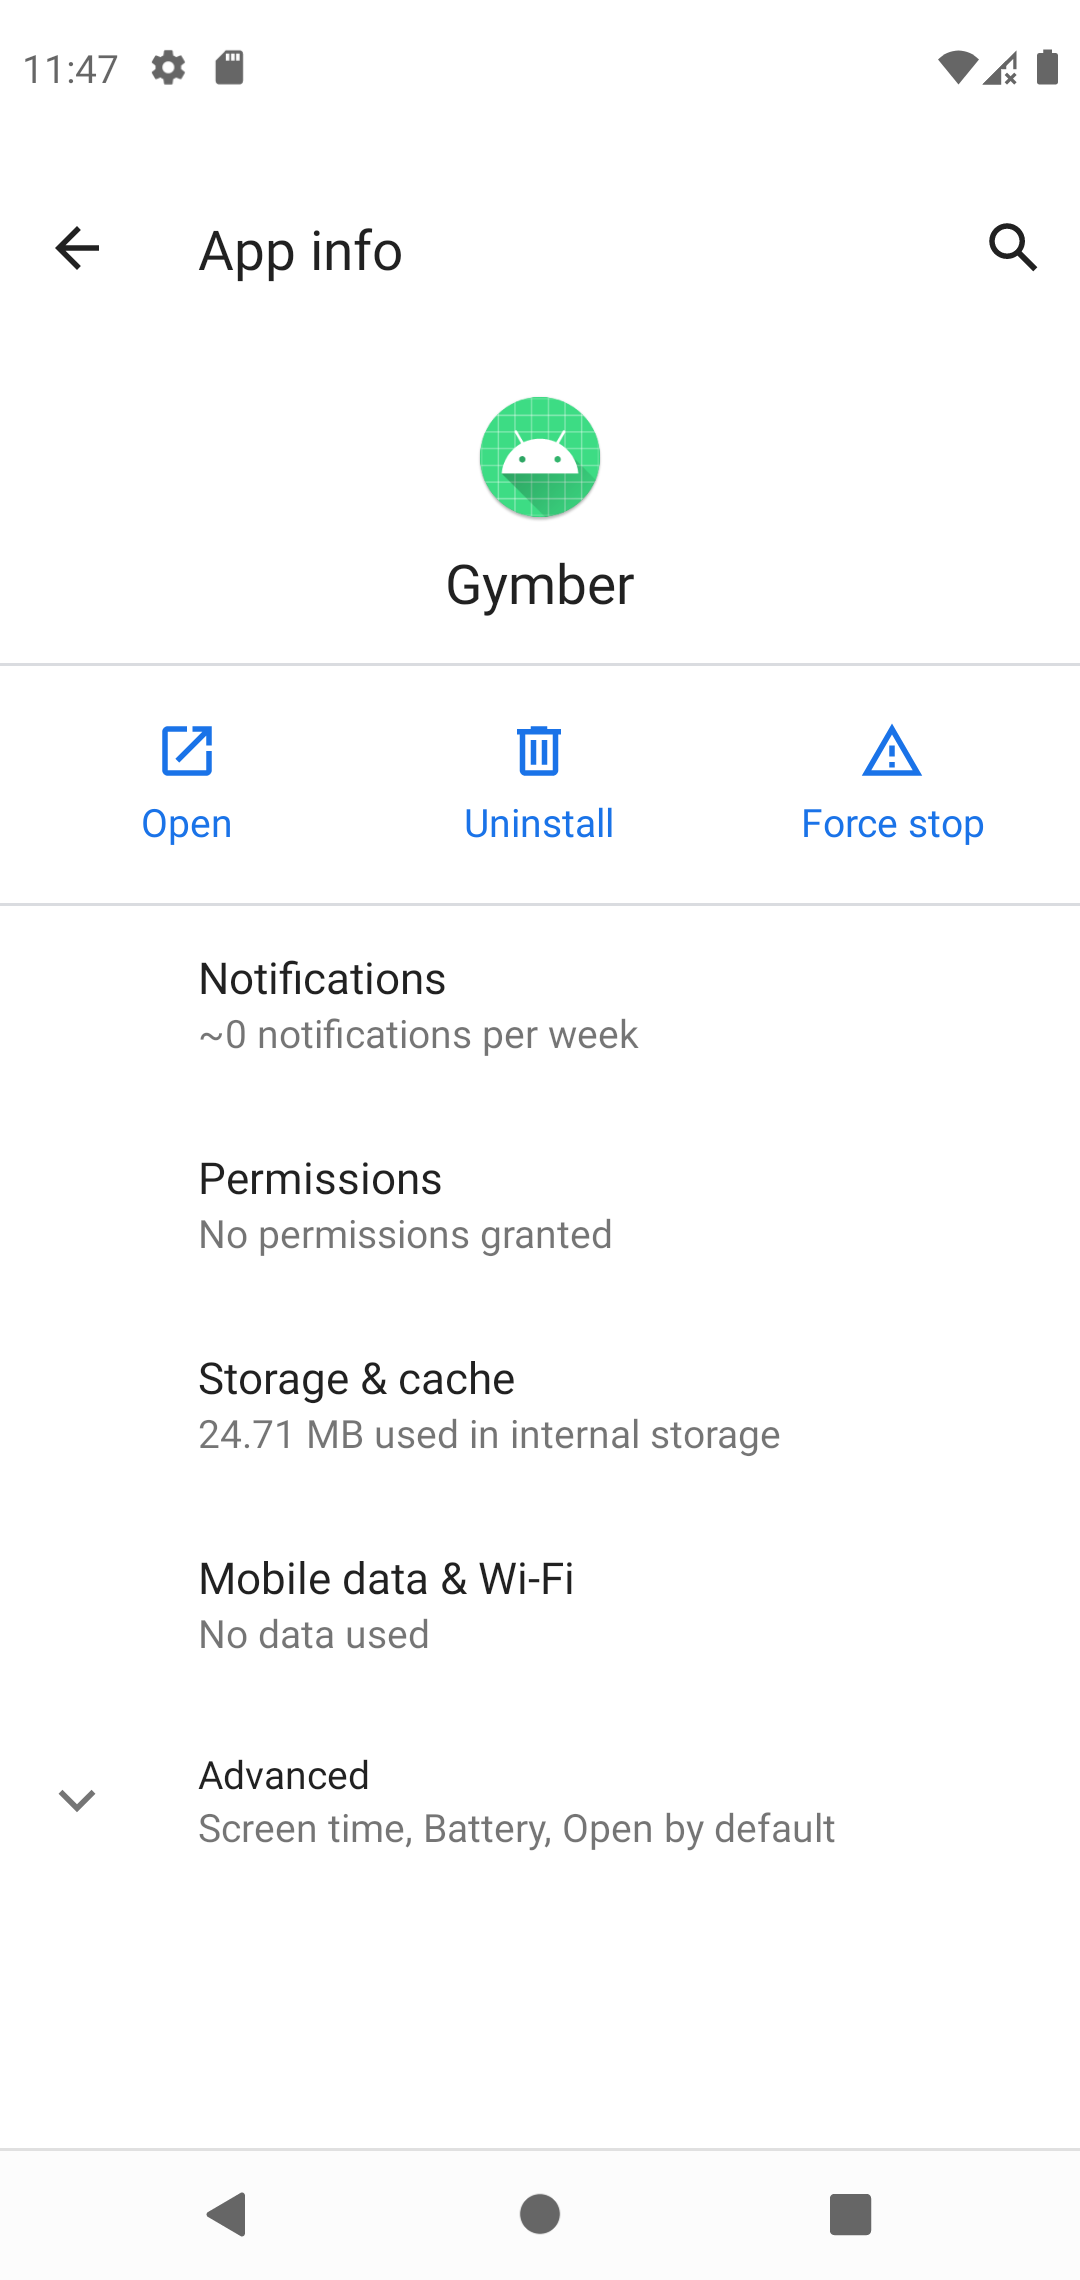 11:47
App info
Gymber
Open
Uninstall
Force stop
Notifications
~0 notifications per week
Permissions
No permissions granted
Storage & cache
24.71 MB used in internal storage
Mobile data & Wi-Fi
No data used
Advanced
Screen time, Battery, Open by default